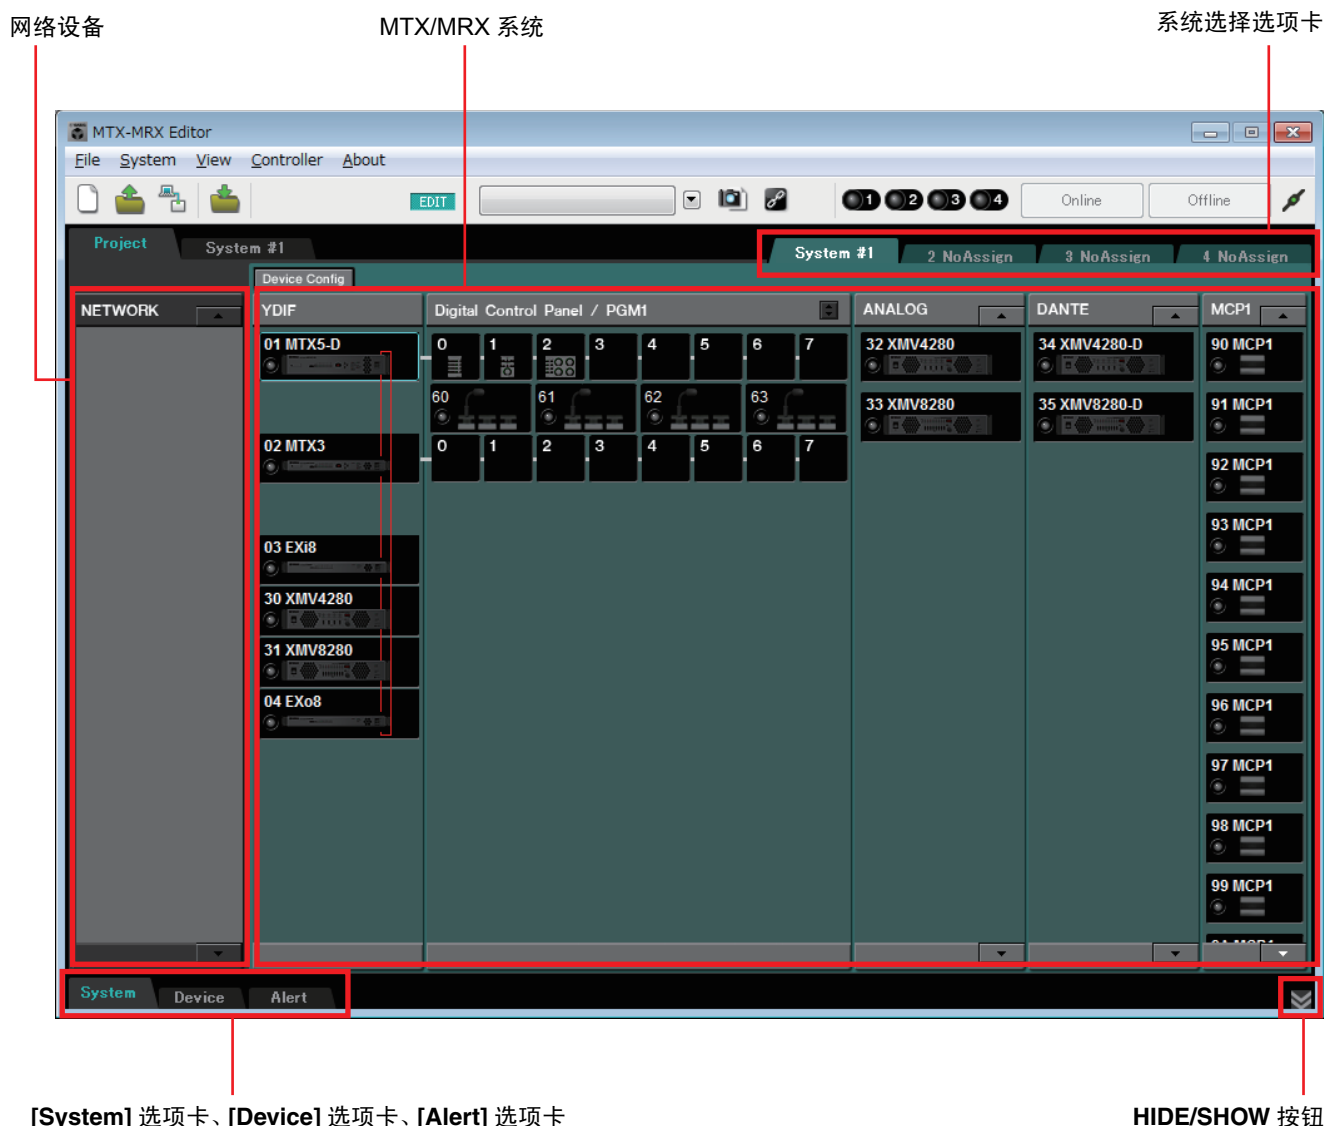 网络设备
MTX/MRX 系统
系统选择选项卡
MTX-MRX Editor
File System View Controller About
EDIT
1 2 3 4
Online
Offline
Project
System #1
System #1
2 NoAssign
3 NoAssign
4 NoAssign
Device Config
NETWORK
YDIF
Digital Control Panel / PGM1
ANALOG
DANTE
MCP1
01 MTX5-D
0 1 2 3 4 5 6 7
32 XMV4280
34 XMV4280-D
90 MCP1
60 61 62 63
33 XMV8280
35 XMV8280-D
91 MCP1
02 MTX3
0 1 2 3 4 5 6 7
92 MCP1
93 MCP1
03 EXi8
94 MCP1
30 XMV4280
95 MCP1
31 XMV8280
96 MCP1
04 EXo8
97 MCP1
98 MCP1
99 MCP1
System
Device
Alert
[System] 选项卡、[Device] 选项卡、[Alert] 选项卡
HIDE/SHOW 按钮